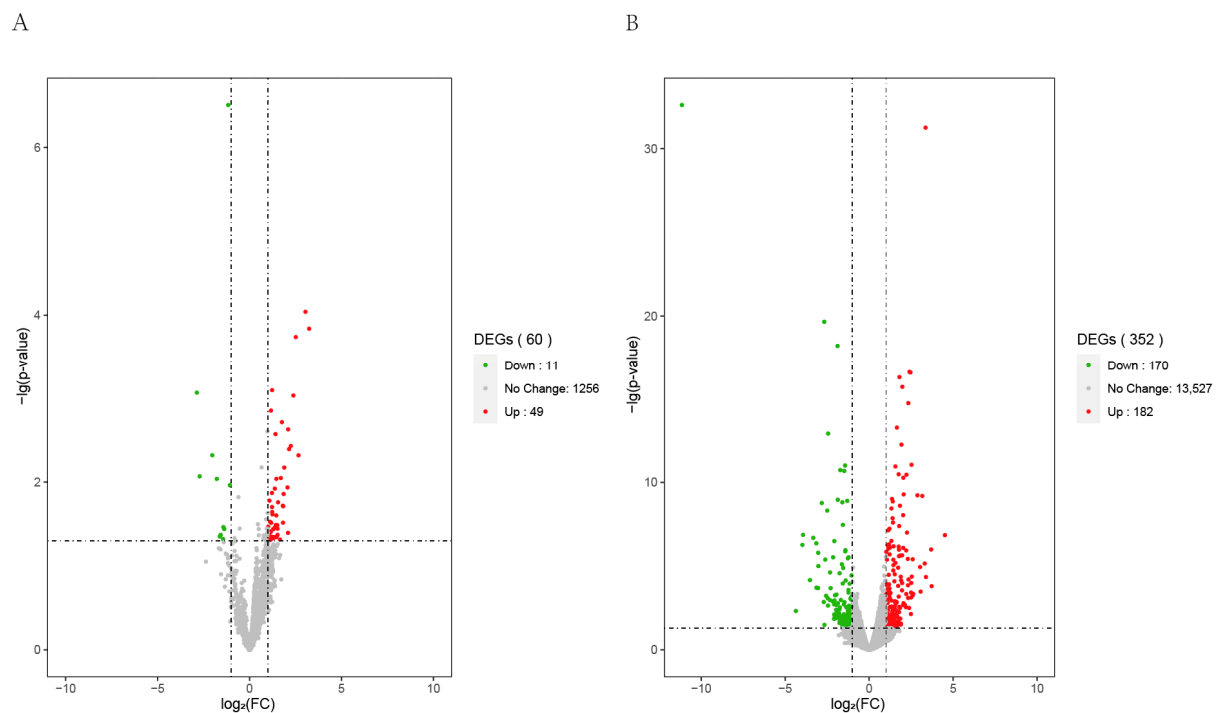 A
B
6
4
2
0
−lg(p-value)
−10
−5
0
5
10
log₂(FC)
DEGs ( 60 )
Down : 11
No Change: 1256
Up : 49
30
20
10
0
−lg(p-value)
−10
−5
0
5
10
log₂(FC)
DEGs ( 352 )
Down : 170
No Change: 13,527
Up : 182